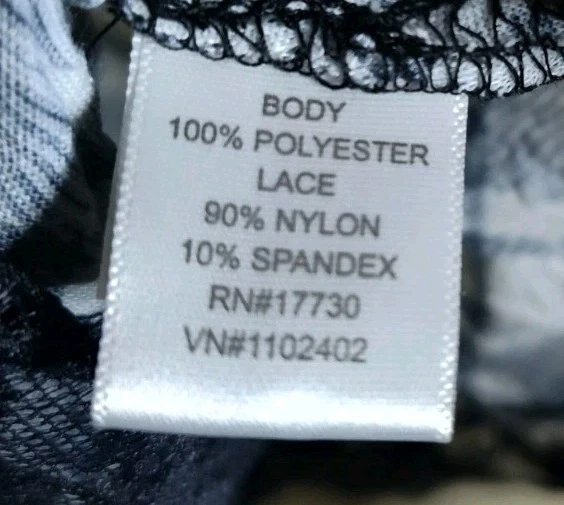 BODY
100% POLYESTER
LACE
90% NYLON
10% SPANDEX
RN#17730
VN#1102402